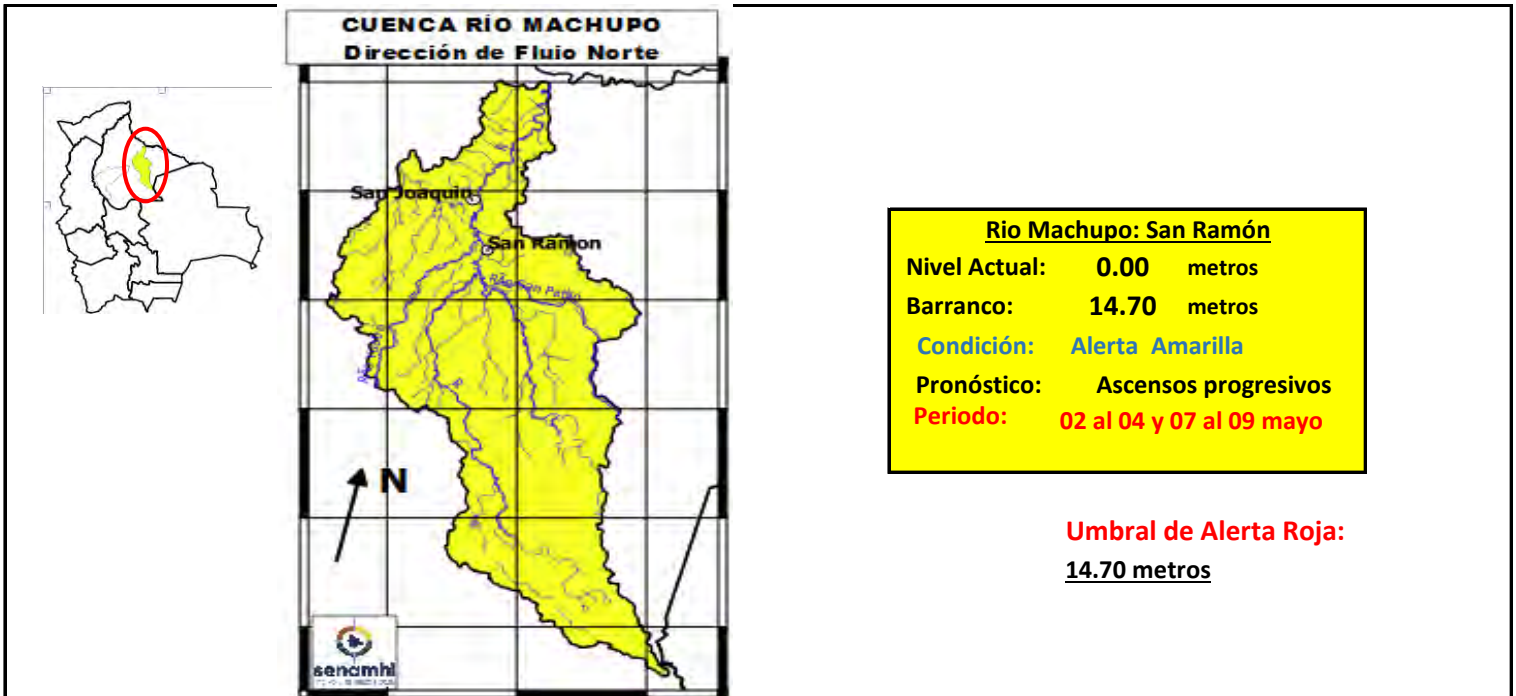 CUENCA RÍO MACHUPO
Dirección de Flujo Norte
San Joaquin
San Ramon
N
senamhi
Rio Machupo: San Ramón
Nivel Actual: 0.00 metros
Barranco: 14.70 metros
Condición: Alerta Amarilla
Pronóstico: Ascensos progresivos
Periodo: 02 al 04 y 07 al 09 mayo
Umbral de Alerta Roja:
14.70 metros